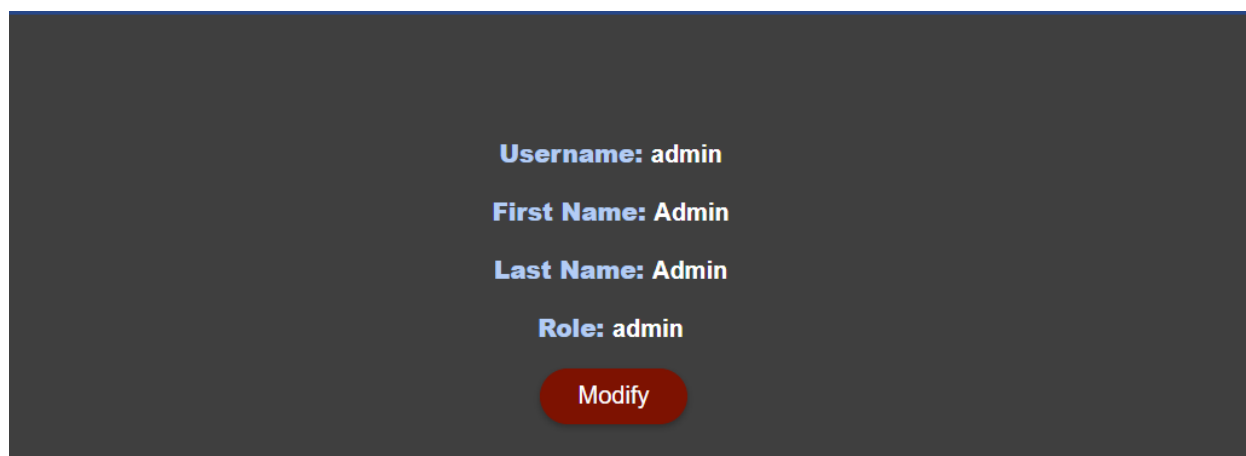 Username: admin
First Name: Admin
Last Name: Admin
Role: admin
Modify